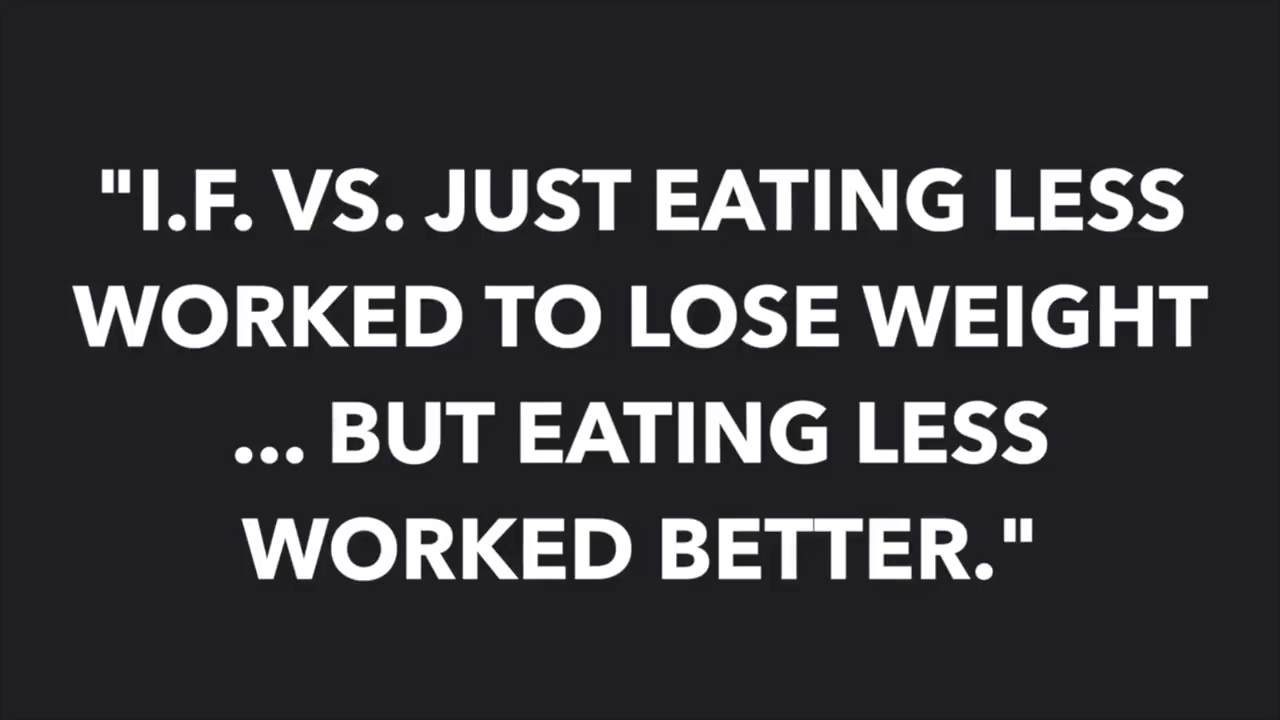 "I.F. VS. JUST EATING LESS
WORKED TO LOSE WEIGHT
... BUT EATING LESS
WORKED BETTER."